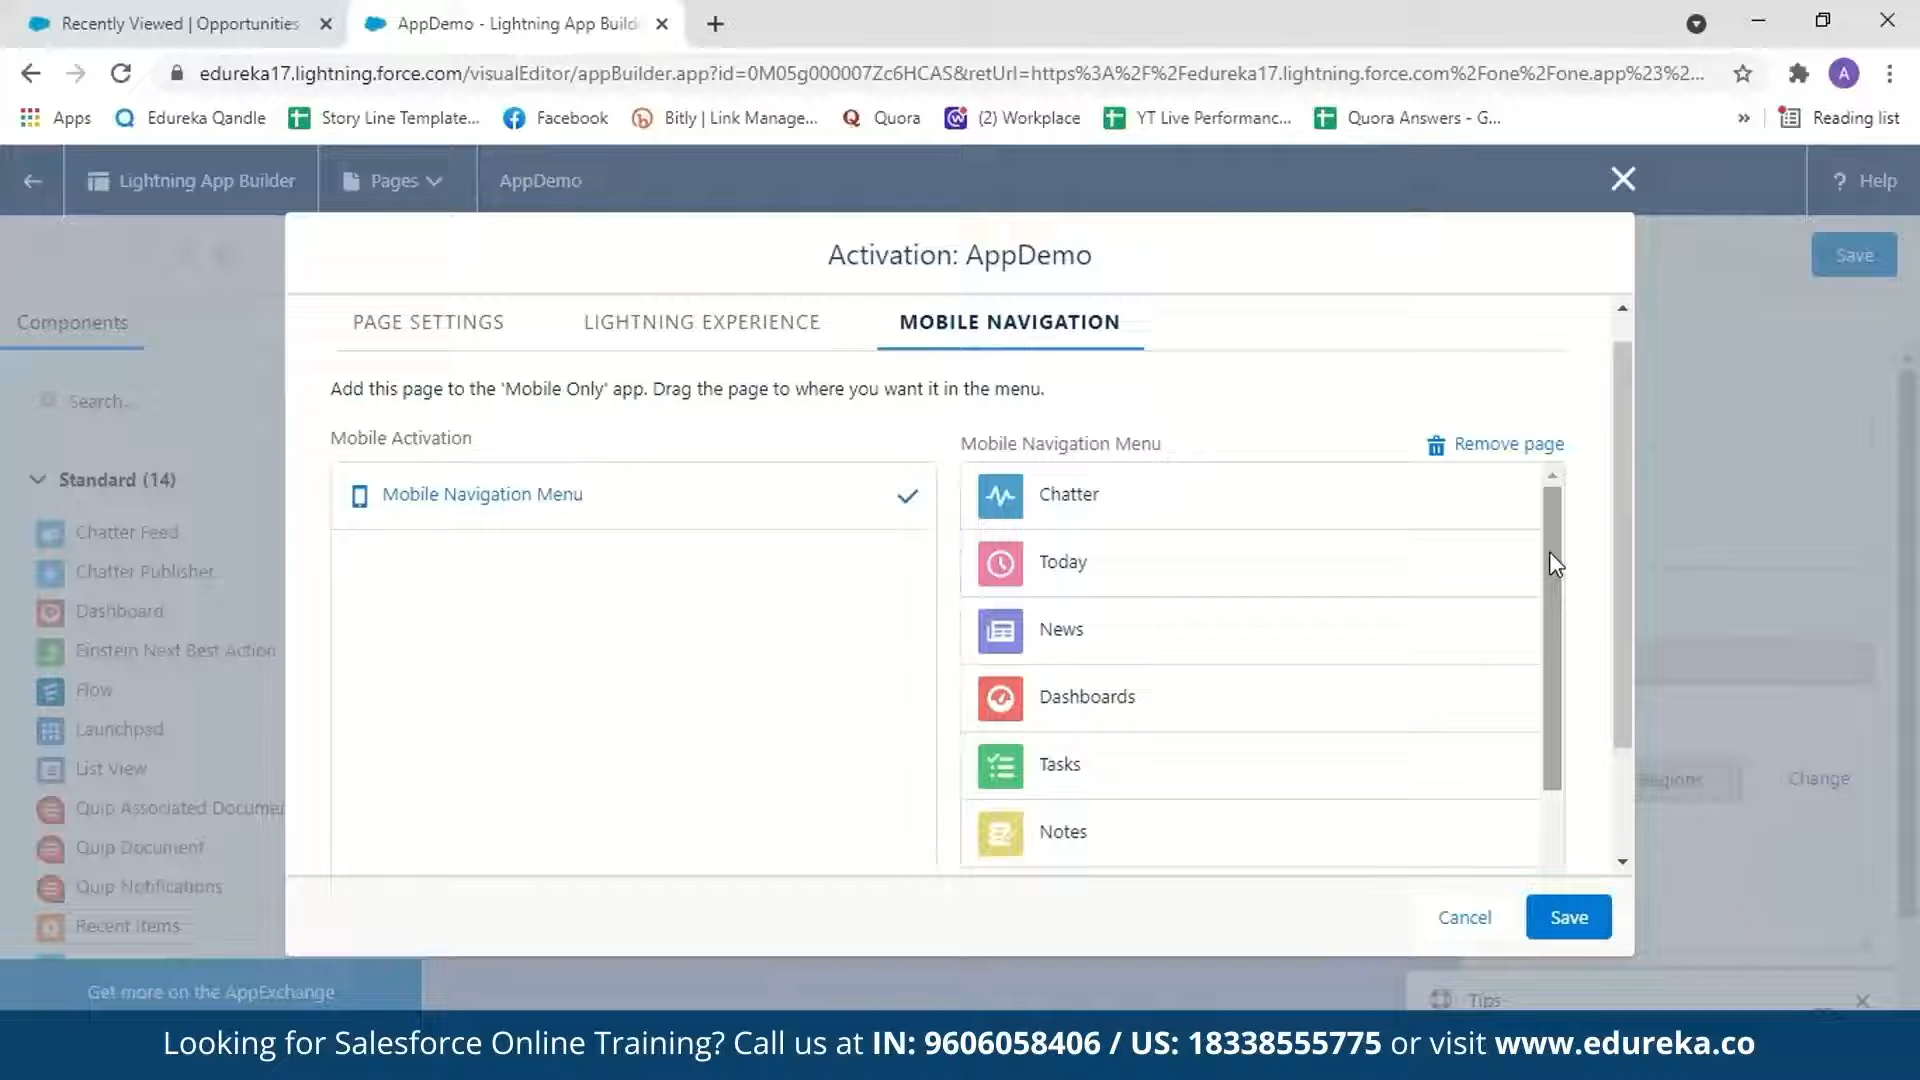 Recently Viewed | Opportunities
AppDemo - Lightning App Build
edureka17.lightning.force.com/visualEditor/appBuilder.app?id=0M05g000007Zc6HCAS&retUrl=https%3A%2F%2Fedureka17.lightning.force.com%2Fone%2Fone.app%23%2...
A
Apps
Edureka Qandle
Story Line Template...
Facebook
Bitly | Link Manage...
Quora
(2) Workplace
YT Live Performanc...
Quora Answers - G...
»
Reading list
Lightning App Builder
Pages
AppDemo
? Help
Activation: AppDemo
Save
Components
PAGE SETTINGS
LIGHTNING EXPERIENCE
MOBILE NAVIGATION
Add this page to the 'Mobile Only' app. Drag the page to where you want it in the menu.
Search...
Mobile Activation
Mobile Navigation Menu
Remove page
Standard (14)
Mobile Navigation Menu
Chatter
Chatter Feed
Today
Chatter Publisher
Dashboard
News
Einstein Next Best Action
Flow
Dashboards
Launchpad
Tasks
List View
Change
Quip Associated Documen
Notes
Quip Document
Quip Notifications
Recent Items
Cancel
Save
Get more on the AppExchange
Tips
Looking for Salesforce Online Training? Call us at IN: 9606058406 / US: 18338555775 or visit www.edureka.co